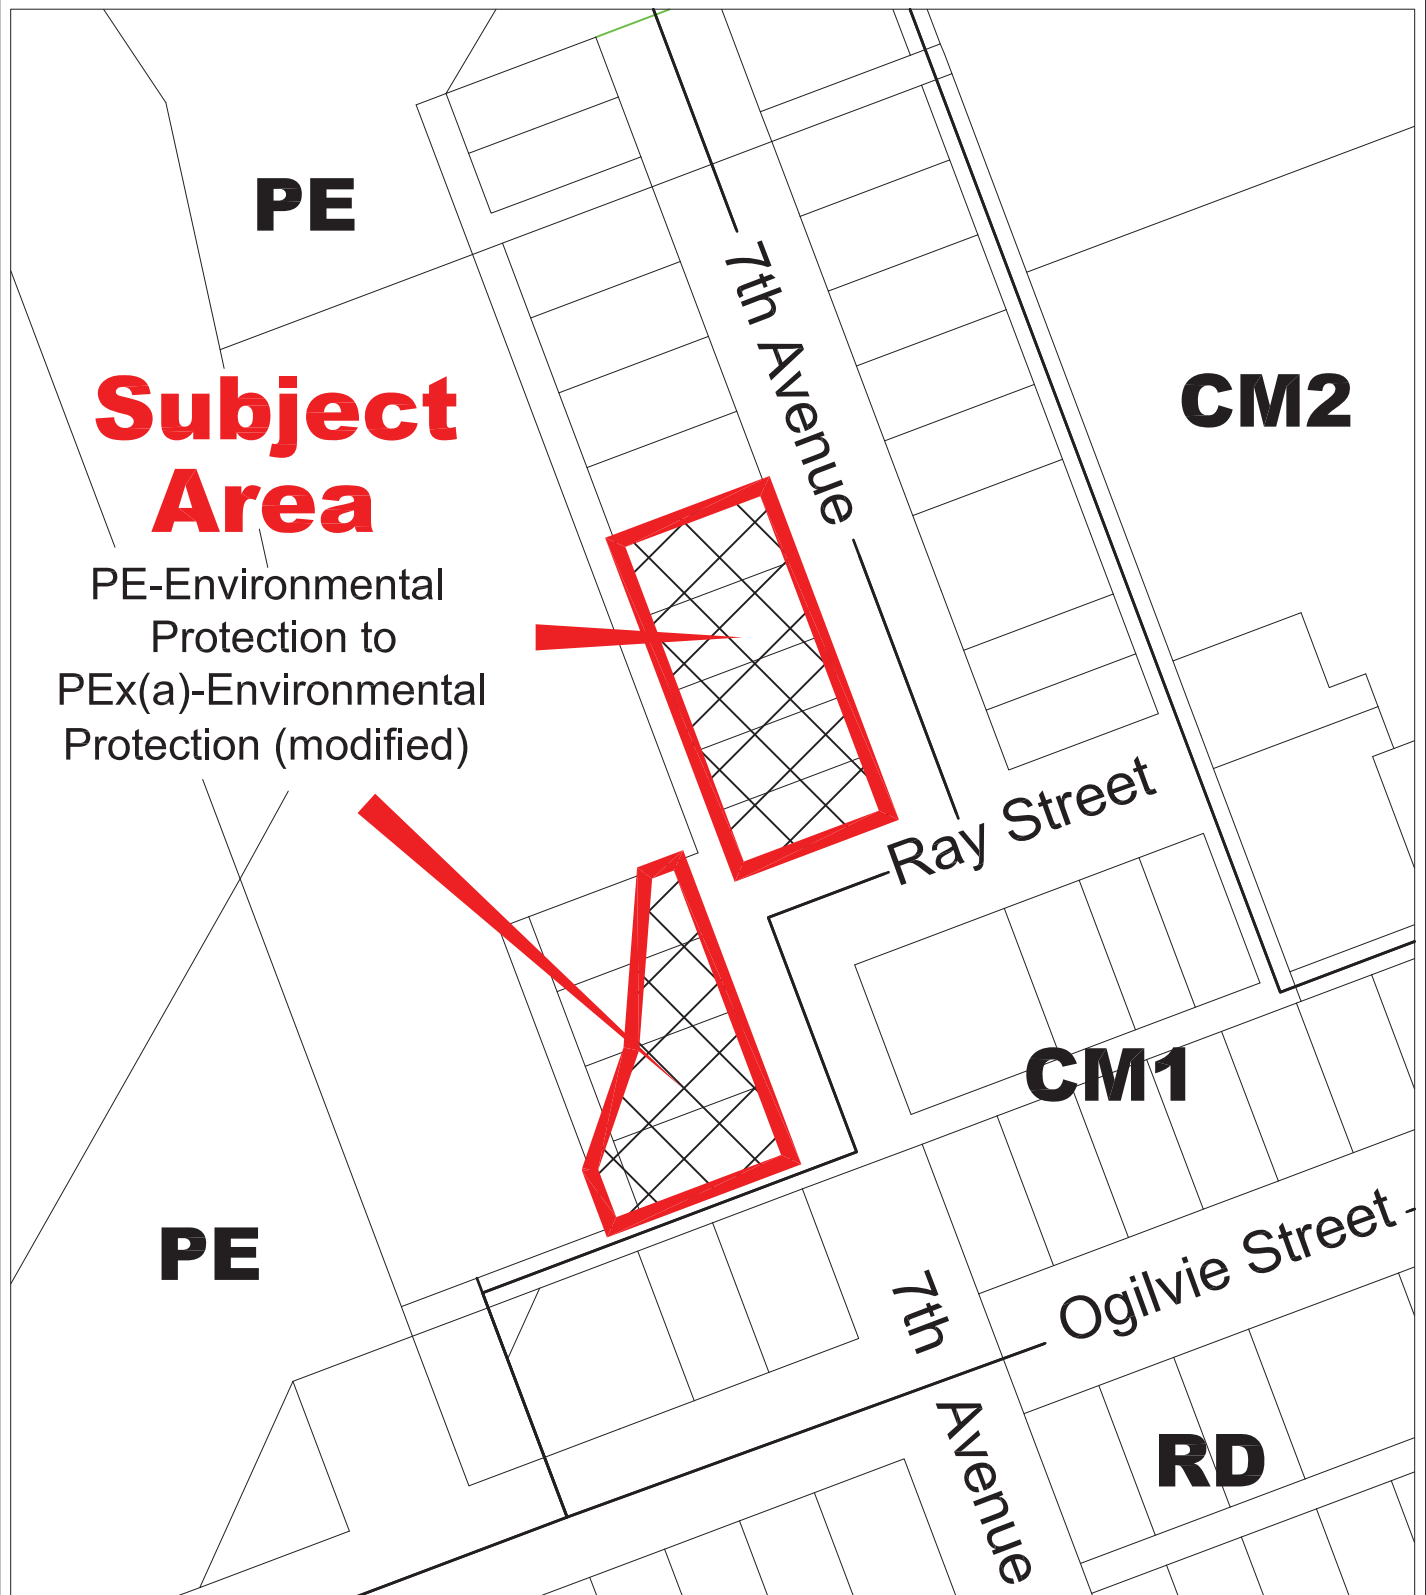 PE
7th Avenue
CM2
Subject
Area
PE-Environmental
Protection to
PEx(a)-Environmental
Protection (modified)
Ray Street
CM1
PE
Ogilvie Street
7th
Avenue
RD